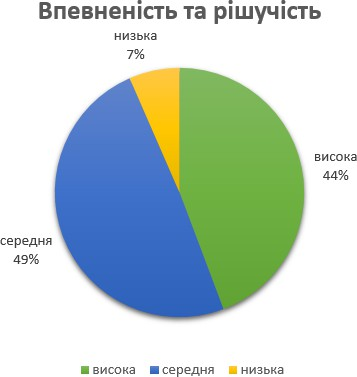 Впевненість та рішучість
низька
7%
висока
44%
середня
49%
висока середня низька